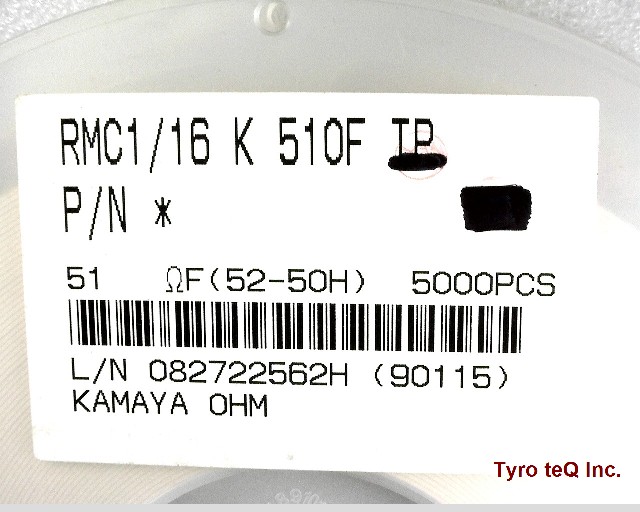 RMC1/16 K 510F TP
P/N *
51 ΩF(52-50H) 5000PCS
L/N 082722562H (90115)
KAMAYA OHM
Tyro teQ Inc.